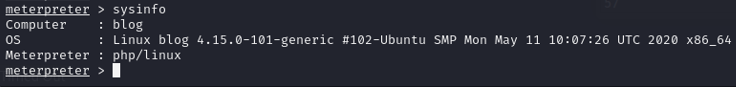 meterpreter > sysinfo
Computer    : blog
OS          : Linux blog 4.15.0-101-generic #102-Ubuntu SMP Mon May 11 10:07:26 UTC 2020 x86_64
Meterpreter : php/linux
meterpreter >